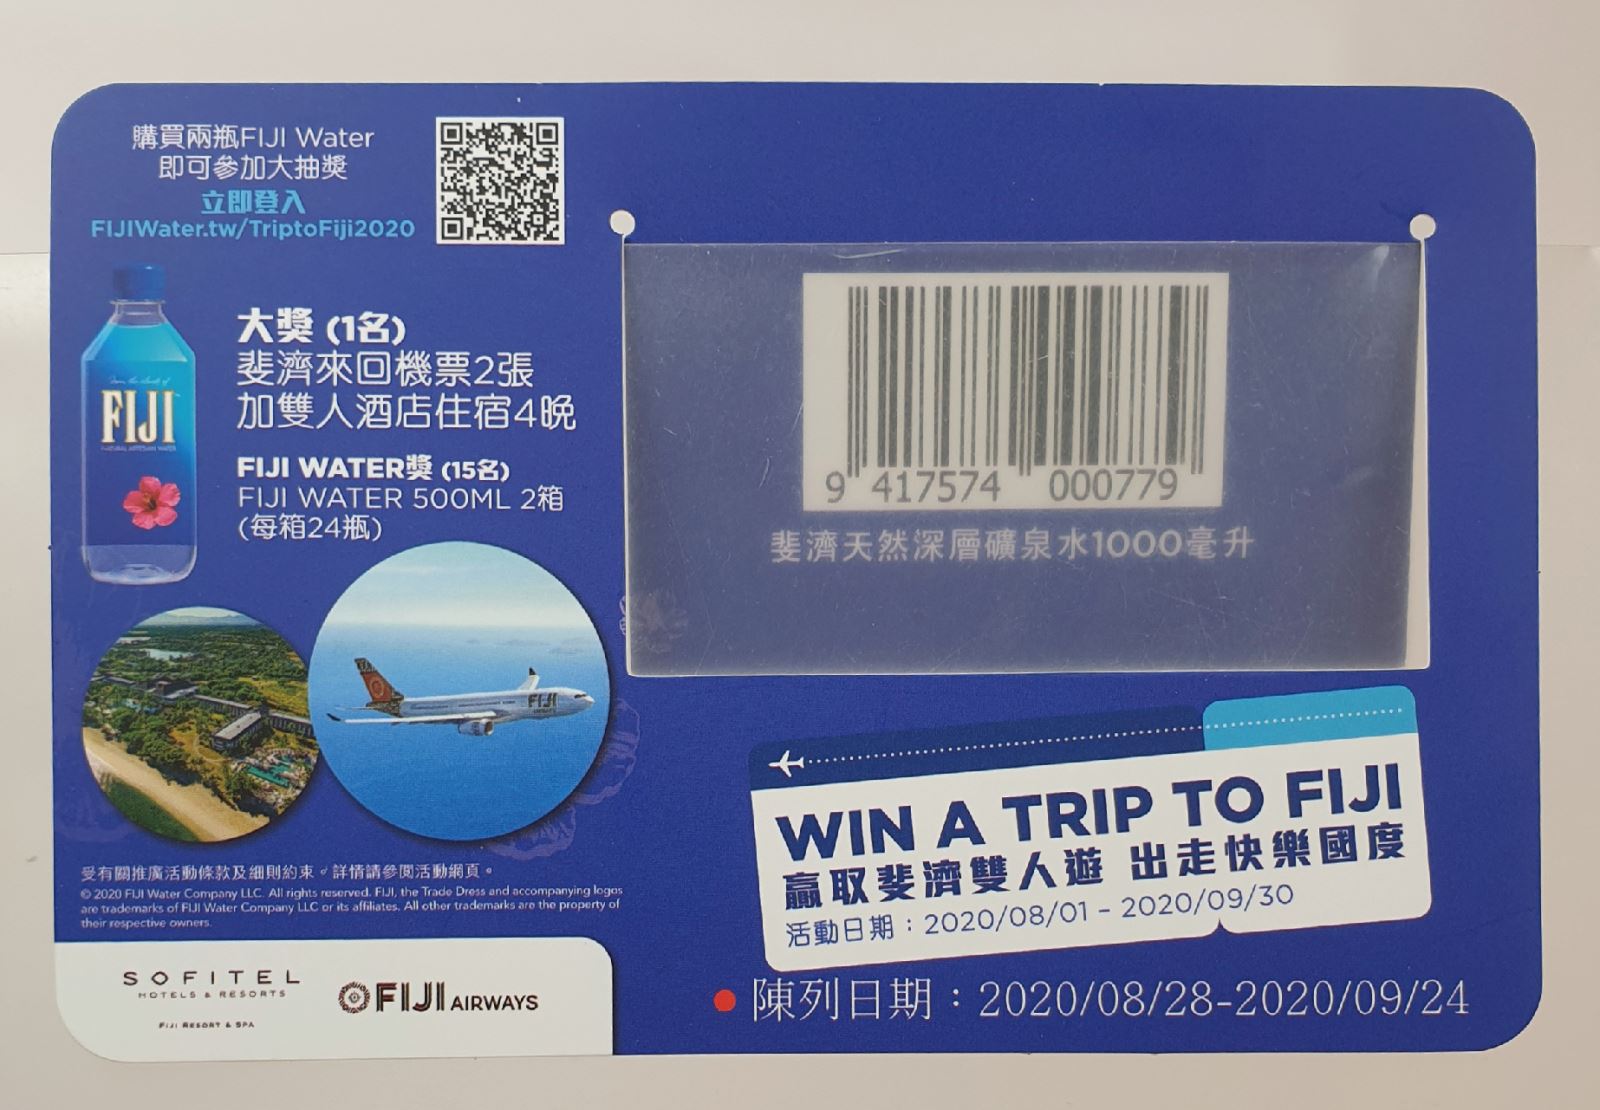 購買兩瓶FIJI Water
即可參加大抽獎
立即登入
FIJIWater.tw/TriptoFiji2020
FIJI
大獎 (1名)
斐濟來回機票2張
加雙人酒店住宿4晚
FIJI WATER獎 (15名)
FIJI WATER 500ML 2箱
(每箱24瓶)
FIJI
受有關推廣活動條款及細則約束。詳情請參閱活動網頁。
© 2020 FIJI Water Company LLC. All rights reserved. FIJI, the Trade Dress and accompanying logos
are trademarks of FIJI Water Company LLC or its affiliates. All other trademarks are the property of
their respective owners.
SOFITEL
HOTELS & RESORTS
FIJI RESORT & SPA
FIJI AIRWAYS
9 417574 000779
斐濟天然深層礦泉水1000毫升
WIN A TRIP TO FIJI
贏取斐濟雙人遊 出走快樂國度
活動日期：2020/08/01 - 2020/09/30
陳列日期：2020/08/28-2020/09/24